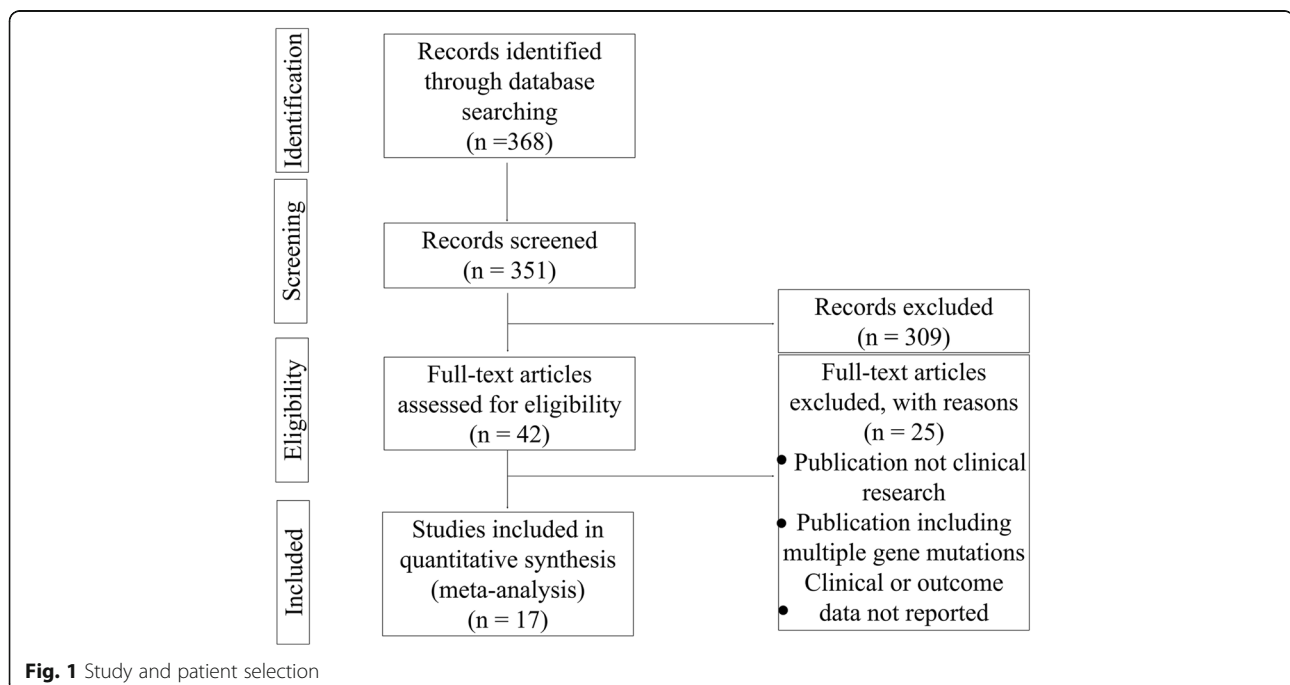 Identification
Records identified
through database
searching
(n =368)
Screening
Records screened
(n = 351)
Records excluded
(n = 309)
Eligibility
Full-text articles
assessed for eligibility
(n = 42)
Full-text articles
excluded, with reasons
(n = 25)
• Publication not clinical
research
• Publication including
multiple gene mutations
Clinical or outcome
• data not reported
Included
Studies included in
quantitative synthesis
(meta-analysis)
(n = 17)
Fig. 1 Study and patient selection